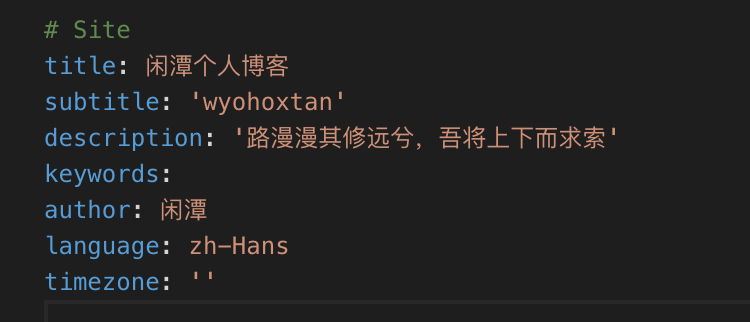 # Site
title: 闲潭个人博客
subtitle: 'wyohoxtan'
description: '路漫漫其修远兮，吾将上下而求索'
keywords:
author: 闲潭
language: zh-Hans
timezone: ''